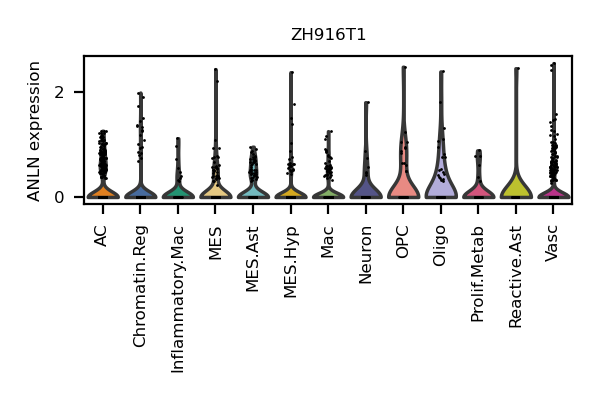 ZH916T1
ANLN expression
2
0
AC
Chromatin.Reg
Inflammatory.Mac
MES
MES.Ast
MES.Hyp
Mac
Neuron
OPC
Oligo
Prolif.Metab
Reactive.Ast
Vasc